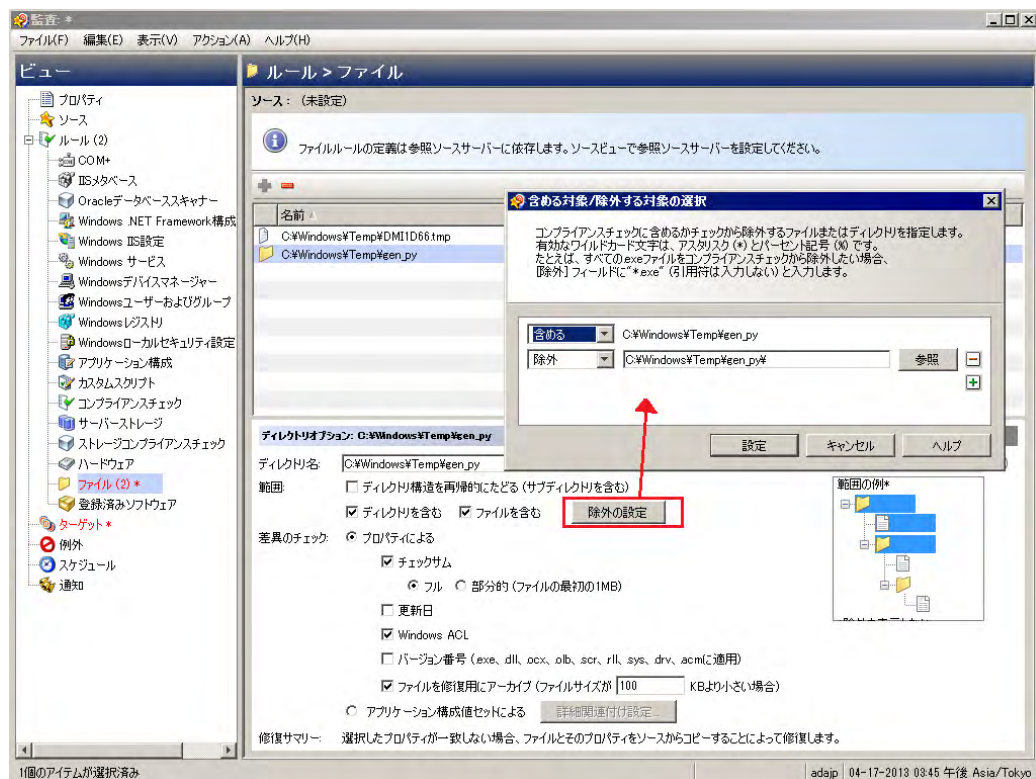 監査: *
ファイル(F) 編集(E) 表示(V) アクション(A) ヘルプ(H)
ビュー
プロパティ
ソース
ルール (2)
COM+
IISメタベース
Oracleデータベーススキャナー
Windows .NET Framework構成
Windows IIS設定
Windows サービス
Windowsデバイスマネージャー
Windowsユーザーおよびグループ
Windowsレジストリ
Windowsローカルセキュリティ設定
アプリケーション構成
カスタムスクリプト
コンプライアンスチェック
サーバーストレージ
ストレージコンプライアンスチェック
ハードウェア
ファイル (2) *
登録済みソフトウェア
ターゲット *
例外
スケジュール
通知
ルール > ファイル
ソース: (未設定)
ファイルルールの定義は参照ソースサーバーに依存します。ソースビューで参照ソースサーバーを設定してください。
名前
C:¥Windows¥Temp¥DMI1D66.tmp
C:¥Windows¥Temp¥gen_py
含める対象/除外する対象の選択
コンプライアンスチェックに含めるかチェックから除外するファイルまたはディレクトリを指定します。
有効なワイルドカード文字は、アスタリスク (*) とパーセント記号 (%) です。
たとえば、すべての.exeファイルをコンプライアンスチェックから除外したい場合、
[除外] フィールドに"*.exe" (引用符は入力しない) と入力します。
含める C:¥Windows¥Temp¥gen_py
除外 C:¥Windows¥Temp¥gen_py¥ 参照
設定 キャンセル ヘルプ
ディレクトリオプション: C:¥Windows¥Temp¥gen_py
ディレクトリ名: C:¥Windows¥Temp¥gen_py
範囲: ディレクトリ構造を再帰的にたどる (サブディレクトリを含む)
ディレクトリを含む ファイルを含む 除外の設定
範囲の例*
差異のチェック: プロパティによる
チェックサム
フル 部分的 (ファイルの最初の1MB)
更新日
Windows ACL
バージョン番号 (.exe、.dll、.ocx、.olb、.scr、.rll、.sys、.drv、.acmに適用)
ファイルを修復用にアーカイブ (ファイルサイズが 100 KBより小さい場合)
アプリケーション構成値セットによる 詳細関連付け設定...
修復サマリー: 選択したプロパティが一致しない場合、ファイルとそのプロパティをソースからコピーすることによって修復します。
1個のアイテムが選択済み
adajp 04-17-2013 03:45 午後 Asia/Tokyo